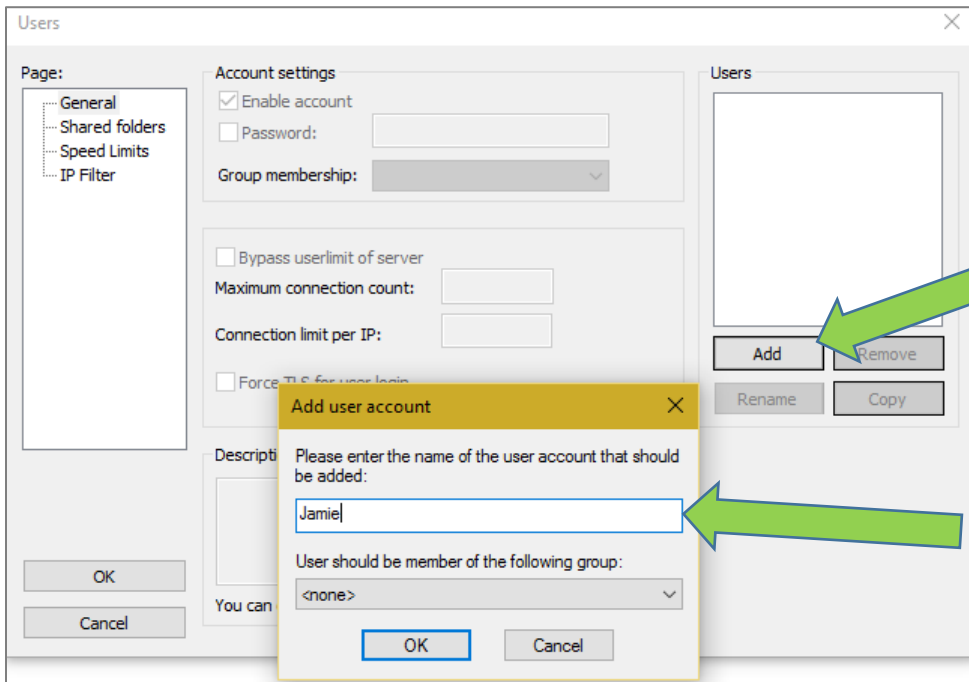 Users
Page:
General
Shared folders
Speed Limits
IP Filter
OK
Cancel
Account settings
Enable account
Password:
Group membership:
Bypass userlimit of server
Maximum connection count:
Connection limit per IP:
Force TLS for user login
Descripti
You can
Users
Add
Remove
Rename
Copy
Add user account
Please enter the name of the user account that should
be added:
Jamie
User should be member of the following group:
<none>
OK
Cancel